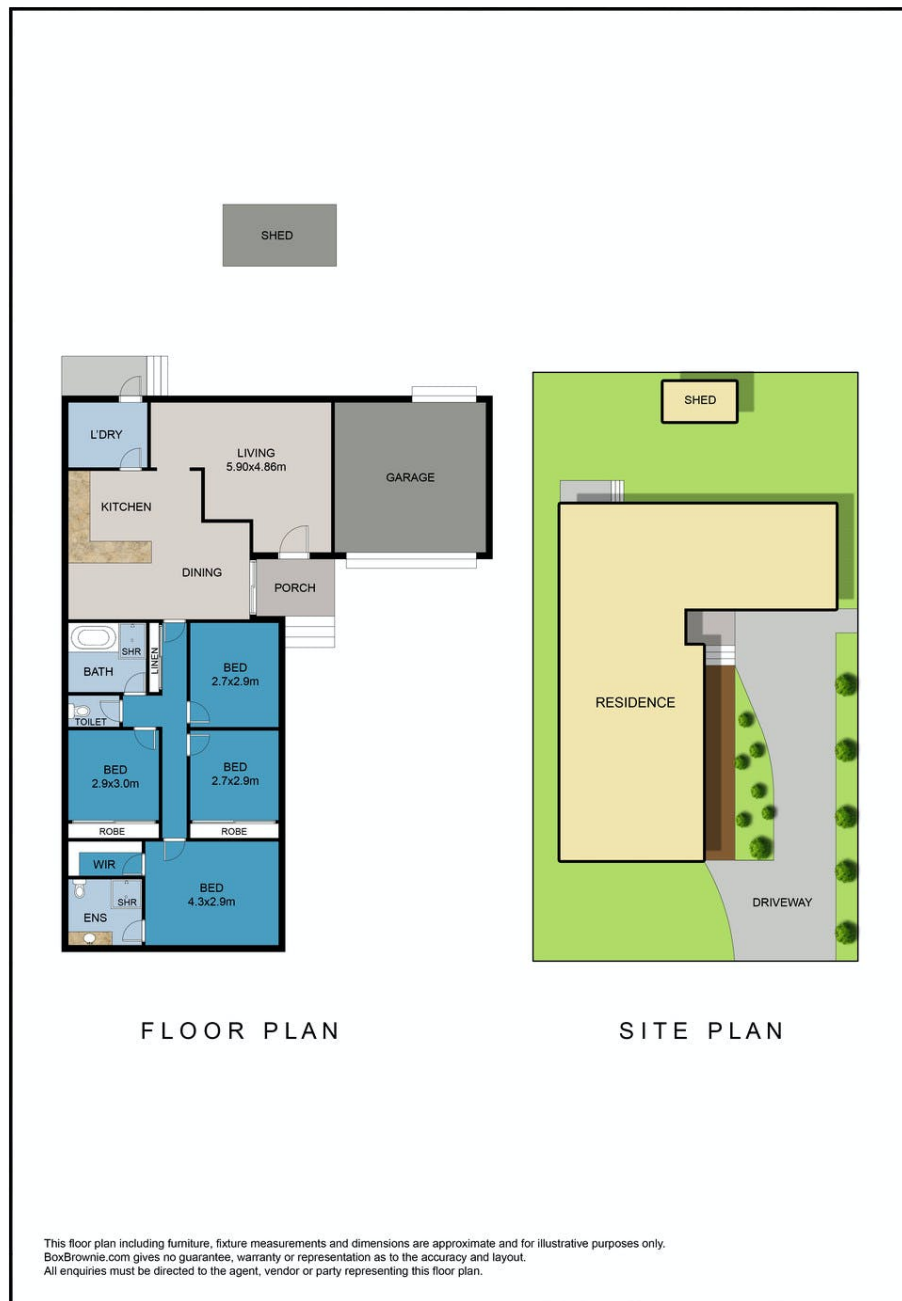 SHED
L'DRY
LIVING
5.90x4.86m
GARAGE
KITCHEN
DINING
PORCH
BATH
SHR
LINEN
BED
2.7x2.9m
TOILET
BED
2.9x3.0m
BED
2.7x2.9m
ROBE
ROBE
WIR
BED
4.3x2.9m
SHR
ENS
SHED
RESIDENCE
DRIVEWAY
FLOOR PLAN
SITE PLAN
This floor plan including furniture, fixture measurements and dimensions are approximate and for illustrative purposes only.
BoxBrownie.com gives no guarantee, warranty or representation as to the accuracy and layout.
All enquiries must be directed to the agent, vendor or party representing this floor plan.